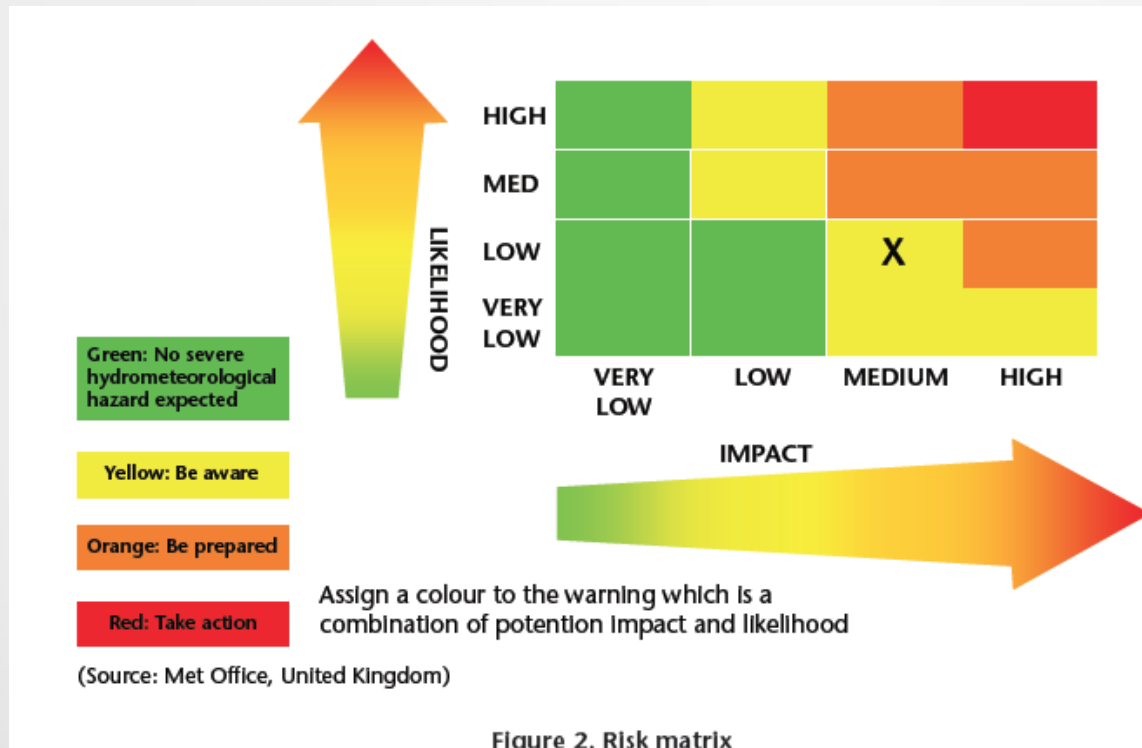 HIGH
MED
LOW
VERY
LOW
LIKELIHOOD
X
VERY
LOW
LOW
MEDIUM
HIGH
IMPACT
Green: No severe
hydrometeorological
hazard expected
Yellow: Be aware
Orange: Be prepared
Red: Take action
Assign a colour to the warning which is a
combination of potention impact and likelihood
(Source: Met Office, United Kingdom)
Figure 2. Risk matrix